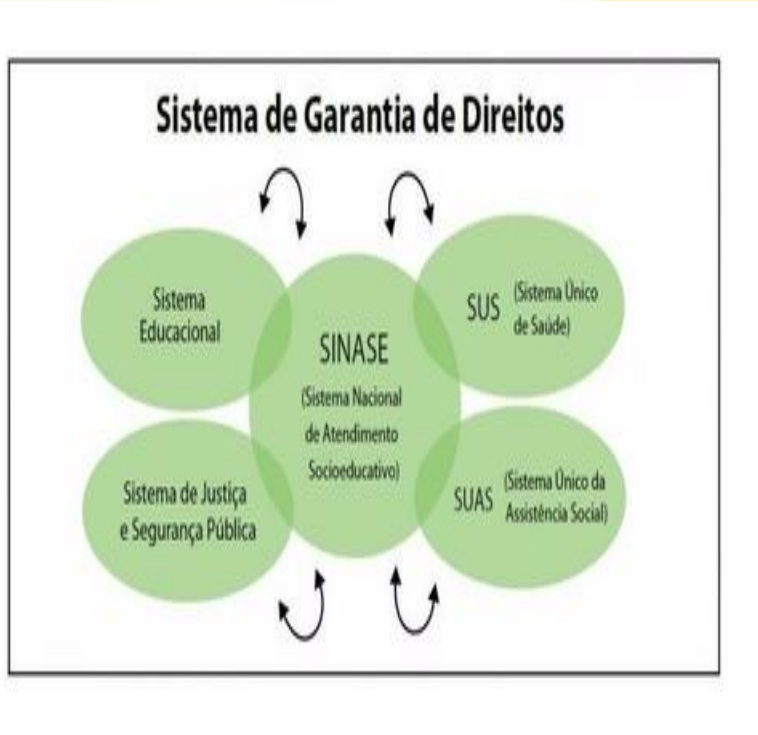 Sistema de Garantia de Direitos
Sistema
Educacional
SINASE
(Sistema Nacional
de Atendimento
Socioeducativo)
SUS (Sistema Único
de Saúde)
Sistema de Justiça
e Segurança Pública
SUAS (Sistema Único da
Assistência Social)